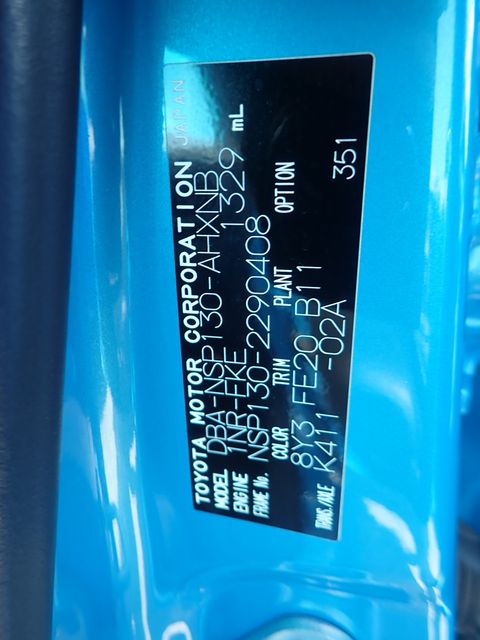 TOYOTA MOTOR CORPORATION JAPAN
MODEL DBA-NSP130-AHXNB
ENGINE 1NR-FKE 1329 mL
FRAME No. NSP130-2290408
COLOR TRIM PLANT OPTION
8Y3 FE20 B11
TRANS./AXLE K411 -02A 351